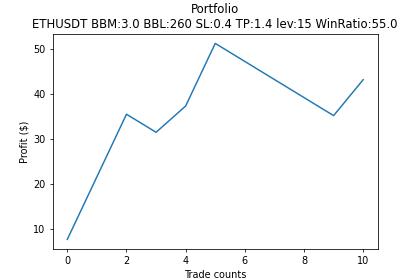 Portfolio
ETHUSDT BBM:3.0 BBL:260 SL:0.4 TP:1.4 lev:15 WinRatio:55.0
50
40
30
20
10
Profit ($)
0 2 4 6 8 10
Trade counts